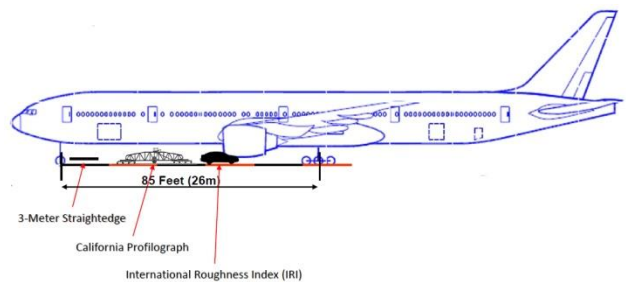 85 Feet (26m)
3-Meter Straightedge
California Profilograph
International Roughness Index (IRI)